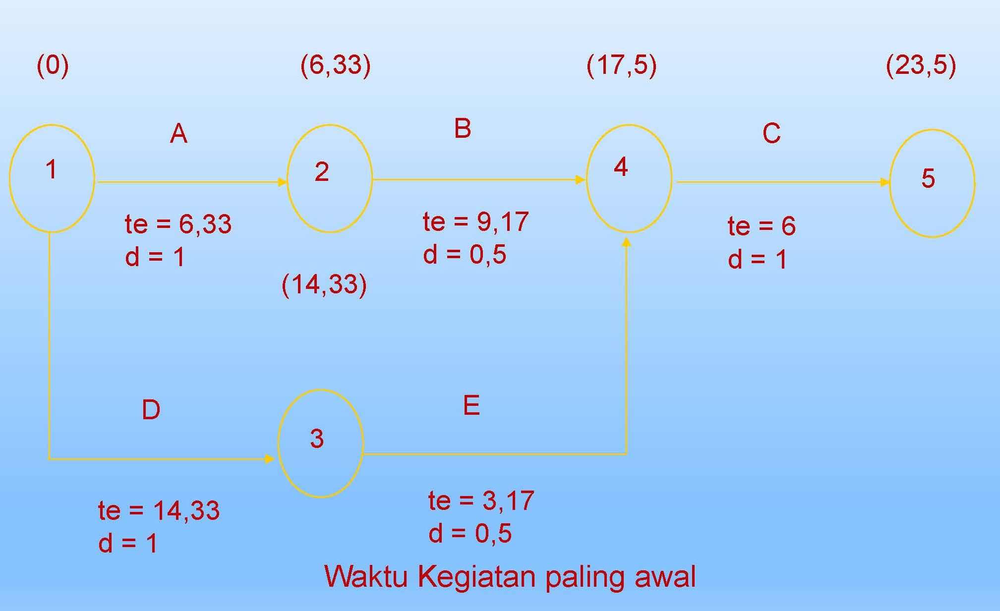 (0)
(6,33)
(17,5)
(23,5)
A
B
C
1
2
4
5
te = 6,33
d = 1
te = 9,17
d = 0,5
te = 6
d = 1
(14,33)
D
E
3
te = 14,33
d = 1
te = 3,17
d = 0,5
Waktu Kegiatan paling awal